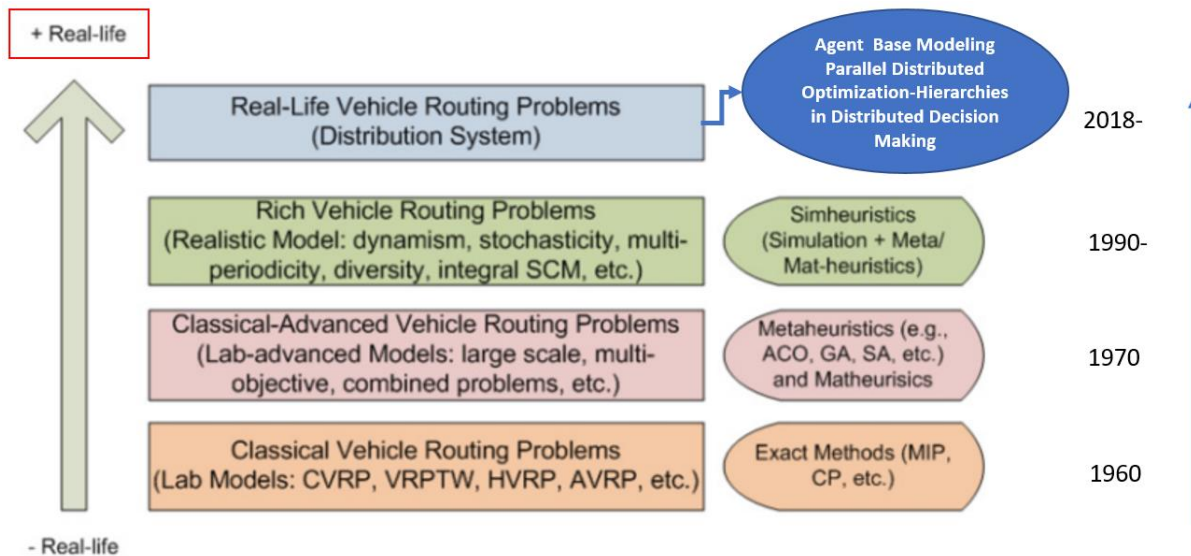 + Real-life
Agent Base Modeling
Parallel Distributed
Optimization-Hierarchies
in Distributed Decision
Making
Real-Life Vehicle Routing Problems
(Distribution System)
2018-
Rich Vehicle Routing Problems
(Realistic Model: dynamism, stochasticity, multi-
periodicity, diversity, integral SCM, etc.)
Simheuristics
(Simulation + Meta/
Mat-heuristics)
1990-
Classical-Advanced Vehicle Routing Problems
(Lab-advanced Models: large scale, multi-
objective, combined problems, etc.)
Metaheuristics (e.g.,
ACO, GA, SA, etc.)
and Matheurisics
1970
Classical Vehicle Routing Problems
(Lab Models: CVRP, VRPTW, HVRP, AVRP, etc.)
Exact Methods (MIP,
CP, etc.)
1960
- Real-life